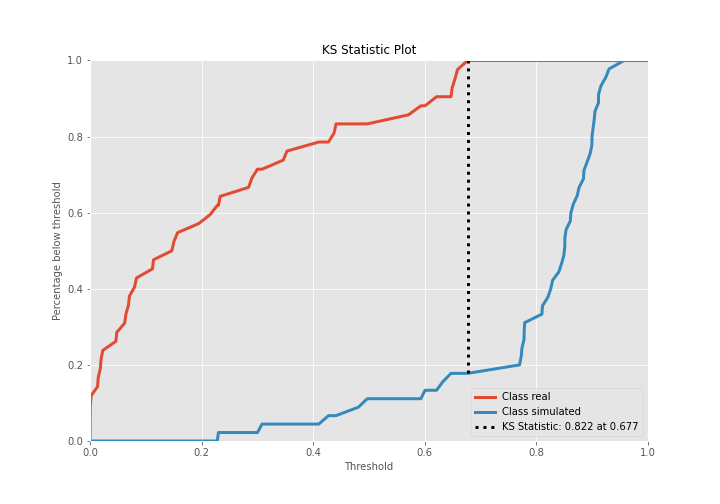 KS Statistic Plot
1.0
0.8
0.6
0.4
0.2
0.0
Percentage below threshold
Class real
Class simulated
KS Statistic: 0.822 at 0.677
0.0 0.2 0.4 0.6 0.8 1.0
Threshold